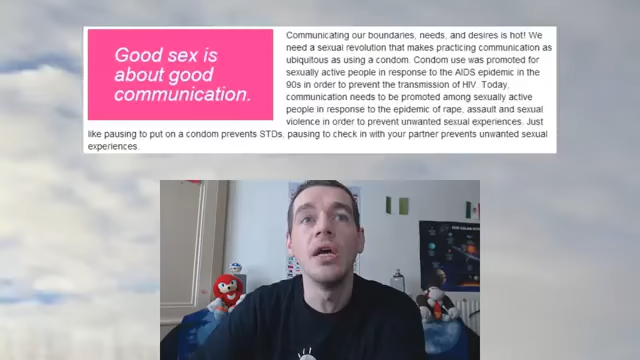 Good sex is
about good
communication.
Communicating our boundaries, needs, and desires is hot! We
need a sexual revolution that makes practicing communication as
ubiquitous as using a condom. Condom use was promoted for
sexually active people in response to the AIDS epidemic in the
90s in order to prevent the transmission of HIV. Today,
communication needs to be promoted among sexually active
people in response to the epidemic of rape, assault and sexual
violence in order to prevent unwanted sexual experiences. Just
like pausing to put on a condom prevents STDs, pausing to check in with your partner prevents unwanted sexual
experiences.